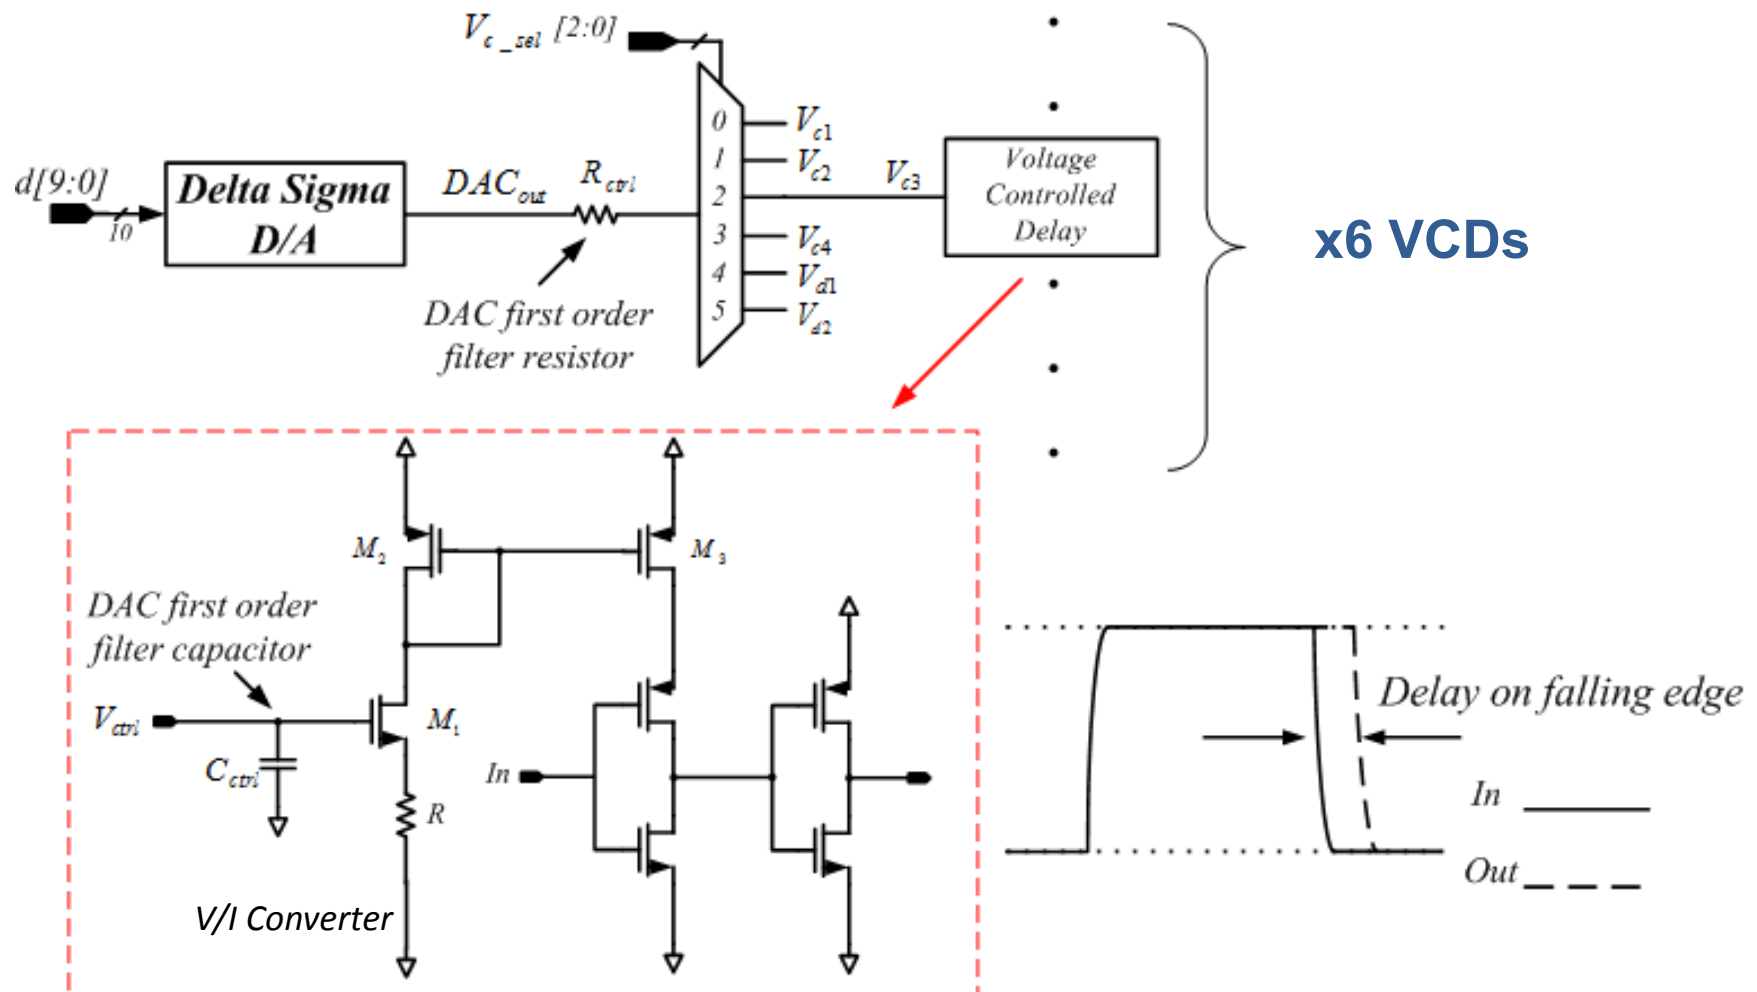 V_c_sel [2:0]
d[9:0]
10
Delta Sigma
D/A
DAC_out
R_ctrl
DAC first order
filter resistor
0
1
2
3
4
5
V_c1
V_c2
V_c3
V_c4
V_d1
V_d2
Voltage
Controlled
Delay
x6 VCDs
M_2
M_3
DAC first order
filter capacitor
V_ctrl
C_ctrl
M_1
R
In
V/I Converter
Delay on falling edge
In
Out